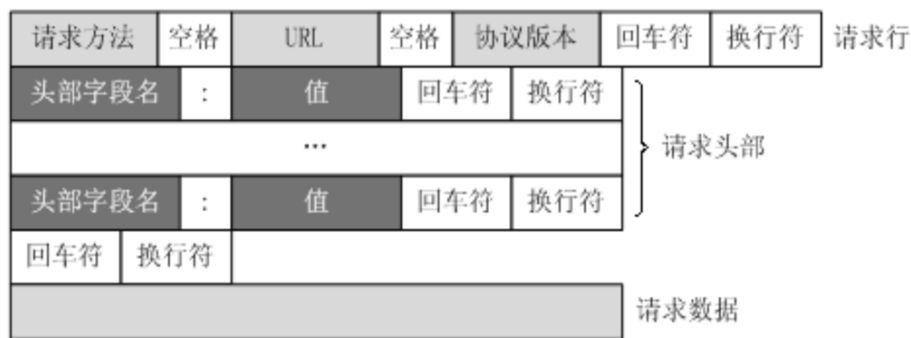 请求方法 空格 URL 空格 协议版本 回车符 换行符 请求行
头部字段名 : 值 回车符 换行符
...
请求头部
头部字段名 : 值 回车符 换行符
回车符 换行符
请求数据